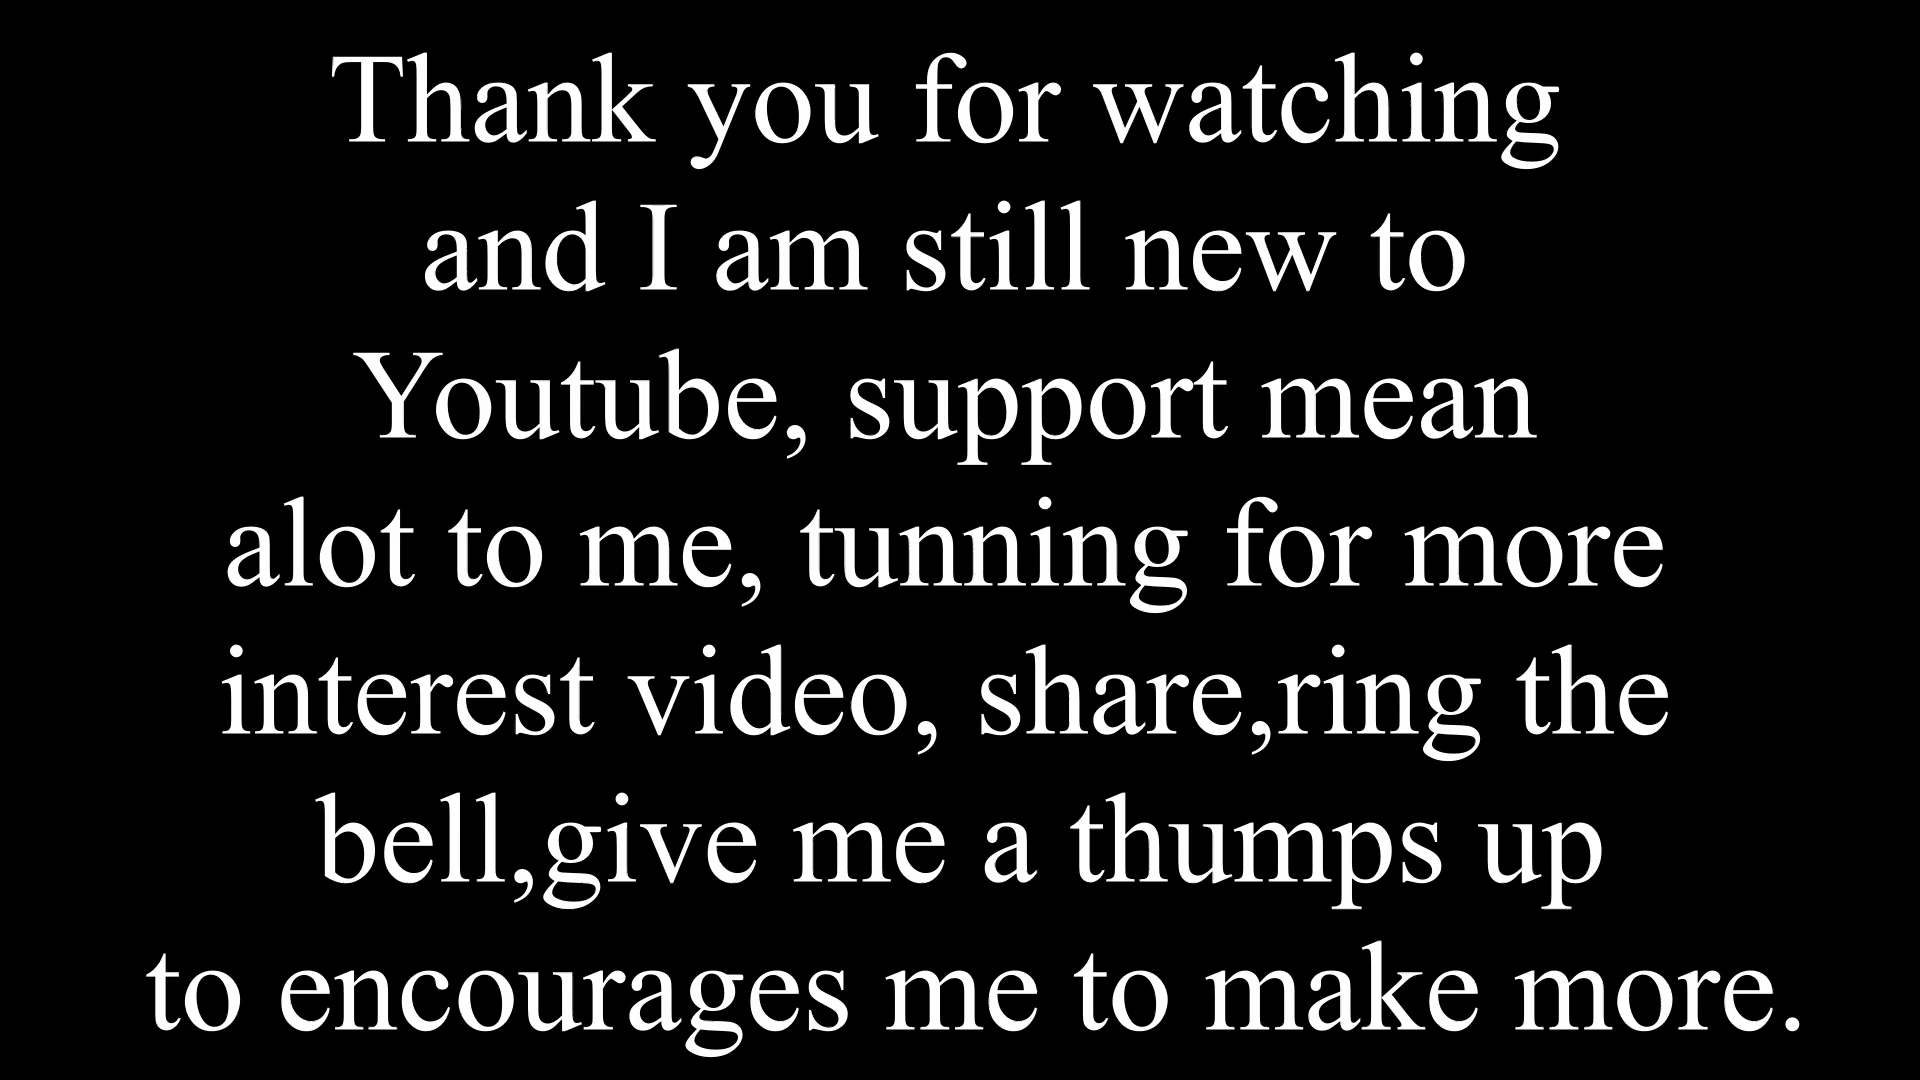 Thank you for watching
and I am still new to
Youtube, support mean
alot to me, tunning for more
interest video, share,ring the
bell,give me a thumps up
to encourages me to make more.